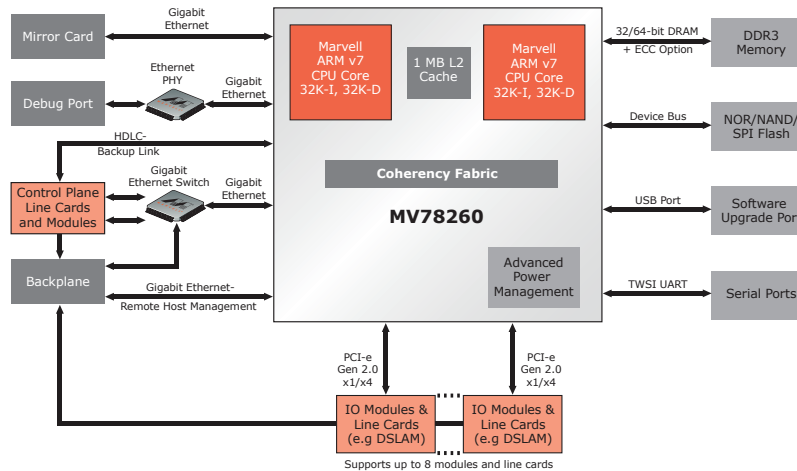 Gigabit
Ethernet
Mirror Card
Ethernet
PHY
Gigabit
Ethernet
Debug Port
HDLC-
Backup Link
Gigabit
Ethernet Switch
Gigabit
Ethernet
Control Plane
Line Cards
and Modules
Backplane
Gigabit Ethernet-
Remote Host Management
Marvell
ARM v7
CPU Core
32K-I, 32K-D
1 MB L2
Cache
Marvell
ARM v7
CPU Core
32K-I, 32K-D
Coherency Fabric
MV78260
Advanced
Power
Management
32/64-bit DRAM
+ ECC Option
DDR3
Memory
Device Bus
NOR/NAND/
SPI Flash
USB Port
Software
Upgrade Port
TWSI UART
Serial Ports
PCI-e
Gen 2.0
x1/x4
PCI-e
Gen 2.0
x1/x4
IO Modules &
Line Cards
(e.g DSLAM)
IO Modules &
Line Cards
(e.g DSLAM)
Supports up to 8 modules and line cards